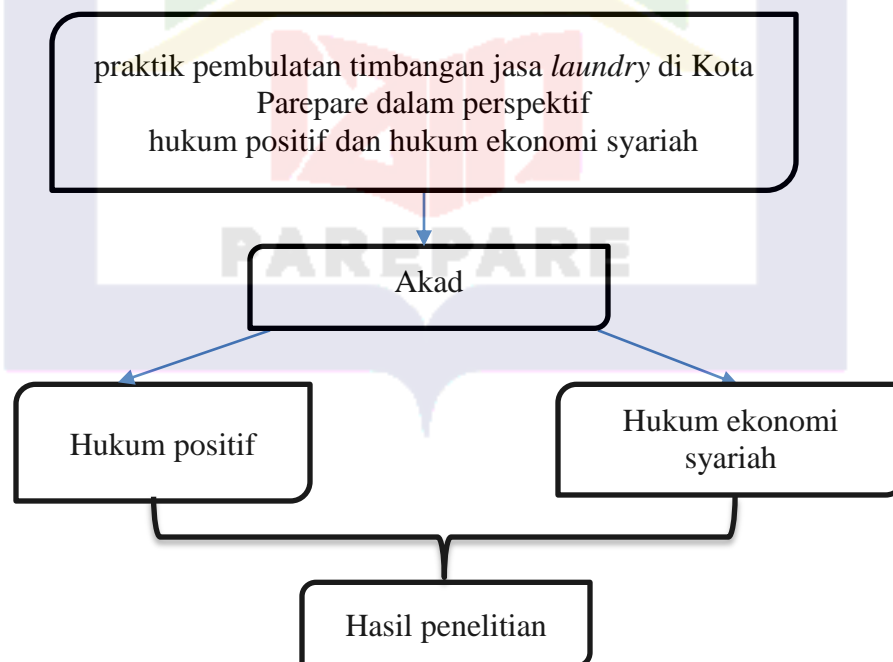 praktik pembulatan timbangan jasa laundry di Kota
Parepare dalam perspektif
hukum positif dan hukum ekonomi syariah
PAREPARE
Akad
Hukum positif
Hukum ekonomi
syariah
Hasil penelitian